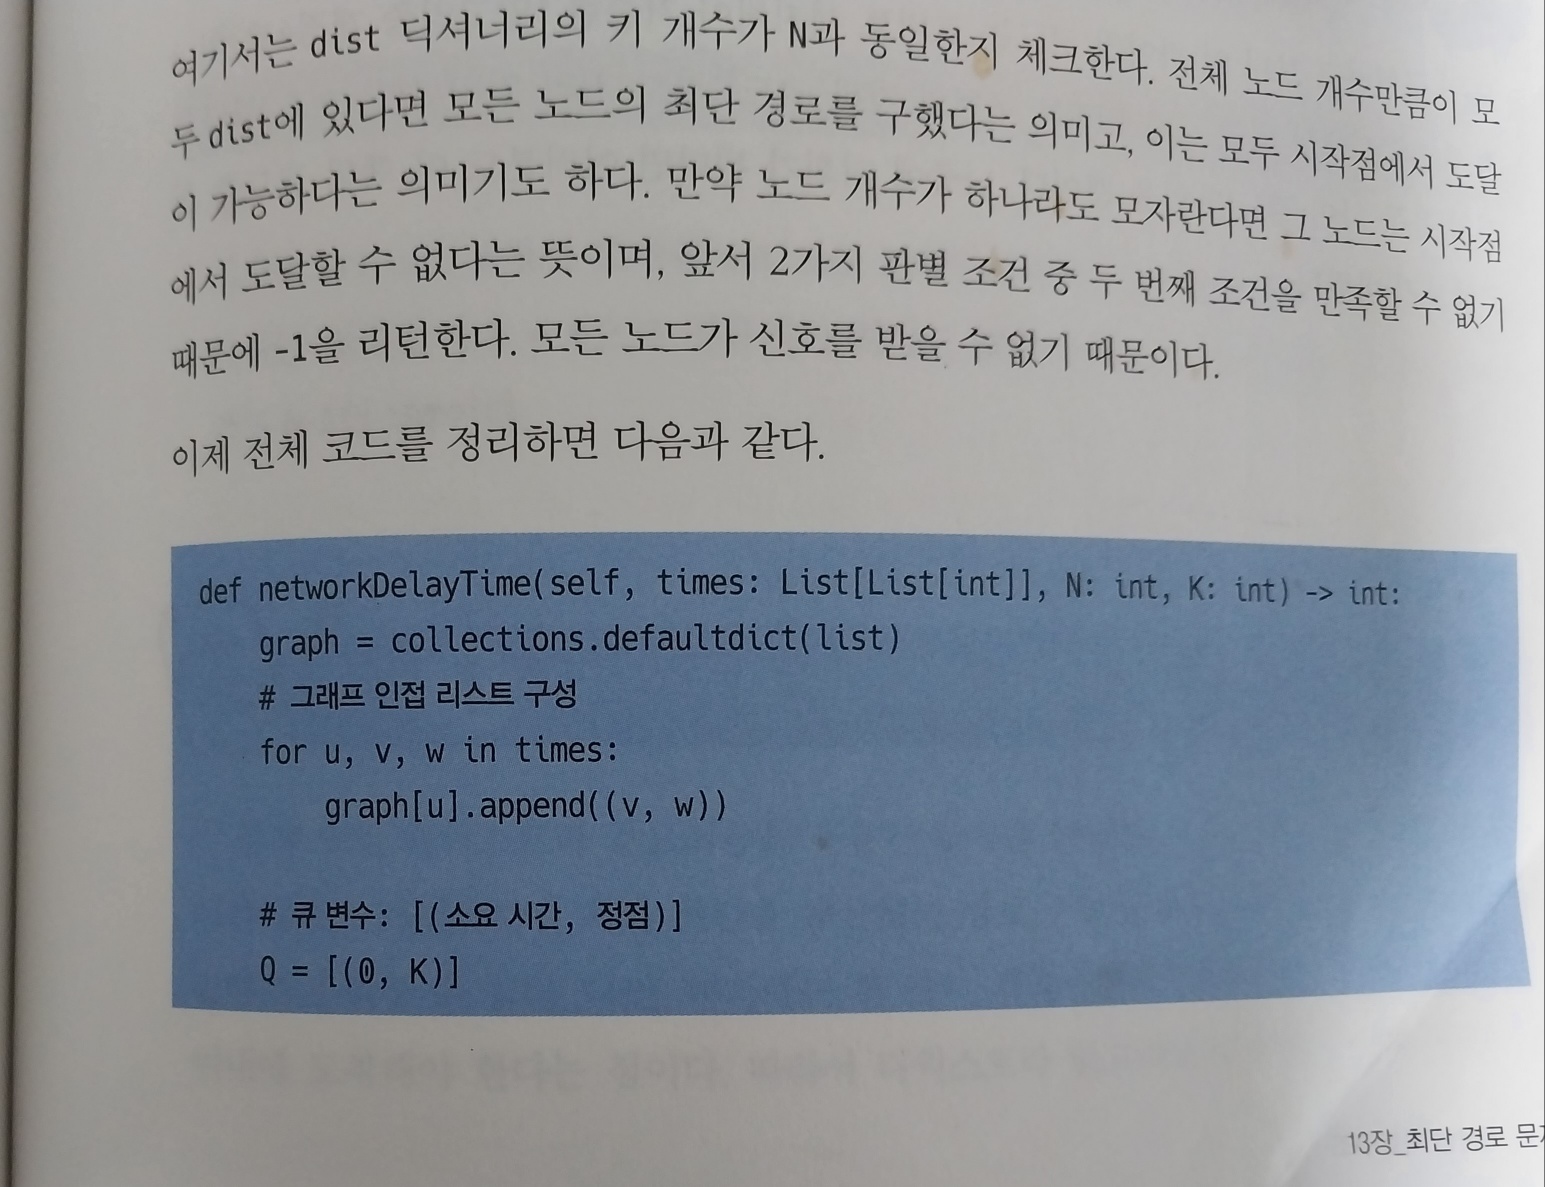 여기서는 dist 딕셔너리의 키 개수가 N과 동일한지 체크한다. 전체 노드 개수만큼이 모
두 dist에 있다면 모든 노드의 최단 경로를 구했다는 의미고, 이는 모두 시작점에서 도달
이 가능하다는 의미기도 하다. 만약 노드 개수가 하나라도 모자란다면 그 노드는 시작점
에서 도달할 수 없다는 뜻이며, 앞서 2가지 판별 조건 중 두 번째 조건을 만족할 수 없기
때문에 -1을 리턴한다. 모든 노드가 신호를 받을 수 없기 때문이다.
이제 전체 코드를 정리하면 다음과 같다.
def networkDelayTime(self, times: List[List[int]], N: int, K: int) -> int:
    graph = collections.defaultdict(list)
    # 그래프 인접 리스트 구성
    for u, v, w in times:
        graph[u].append((v, w))
    # 큐 변수: [(소요 시간, 정점)]
    Q = [(0, K)]
13장_최단 경로